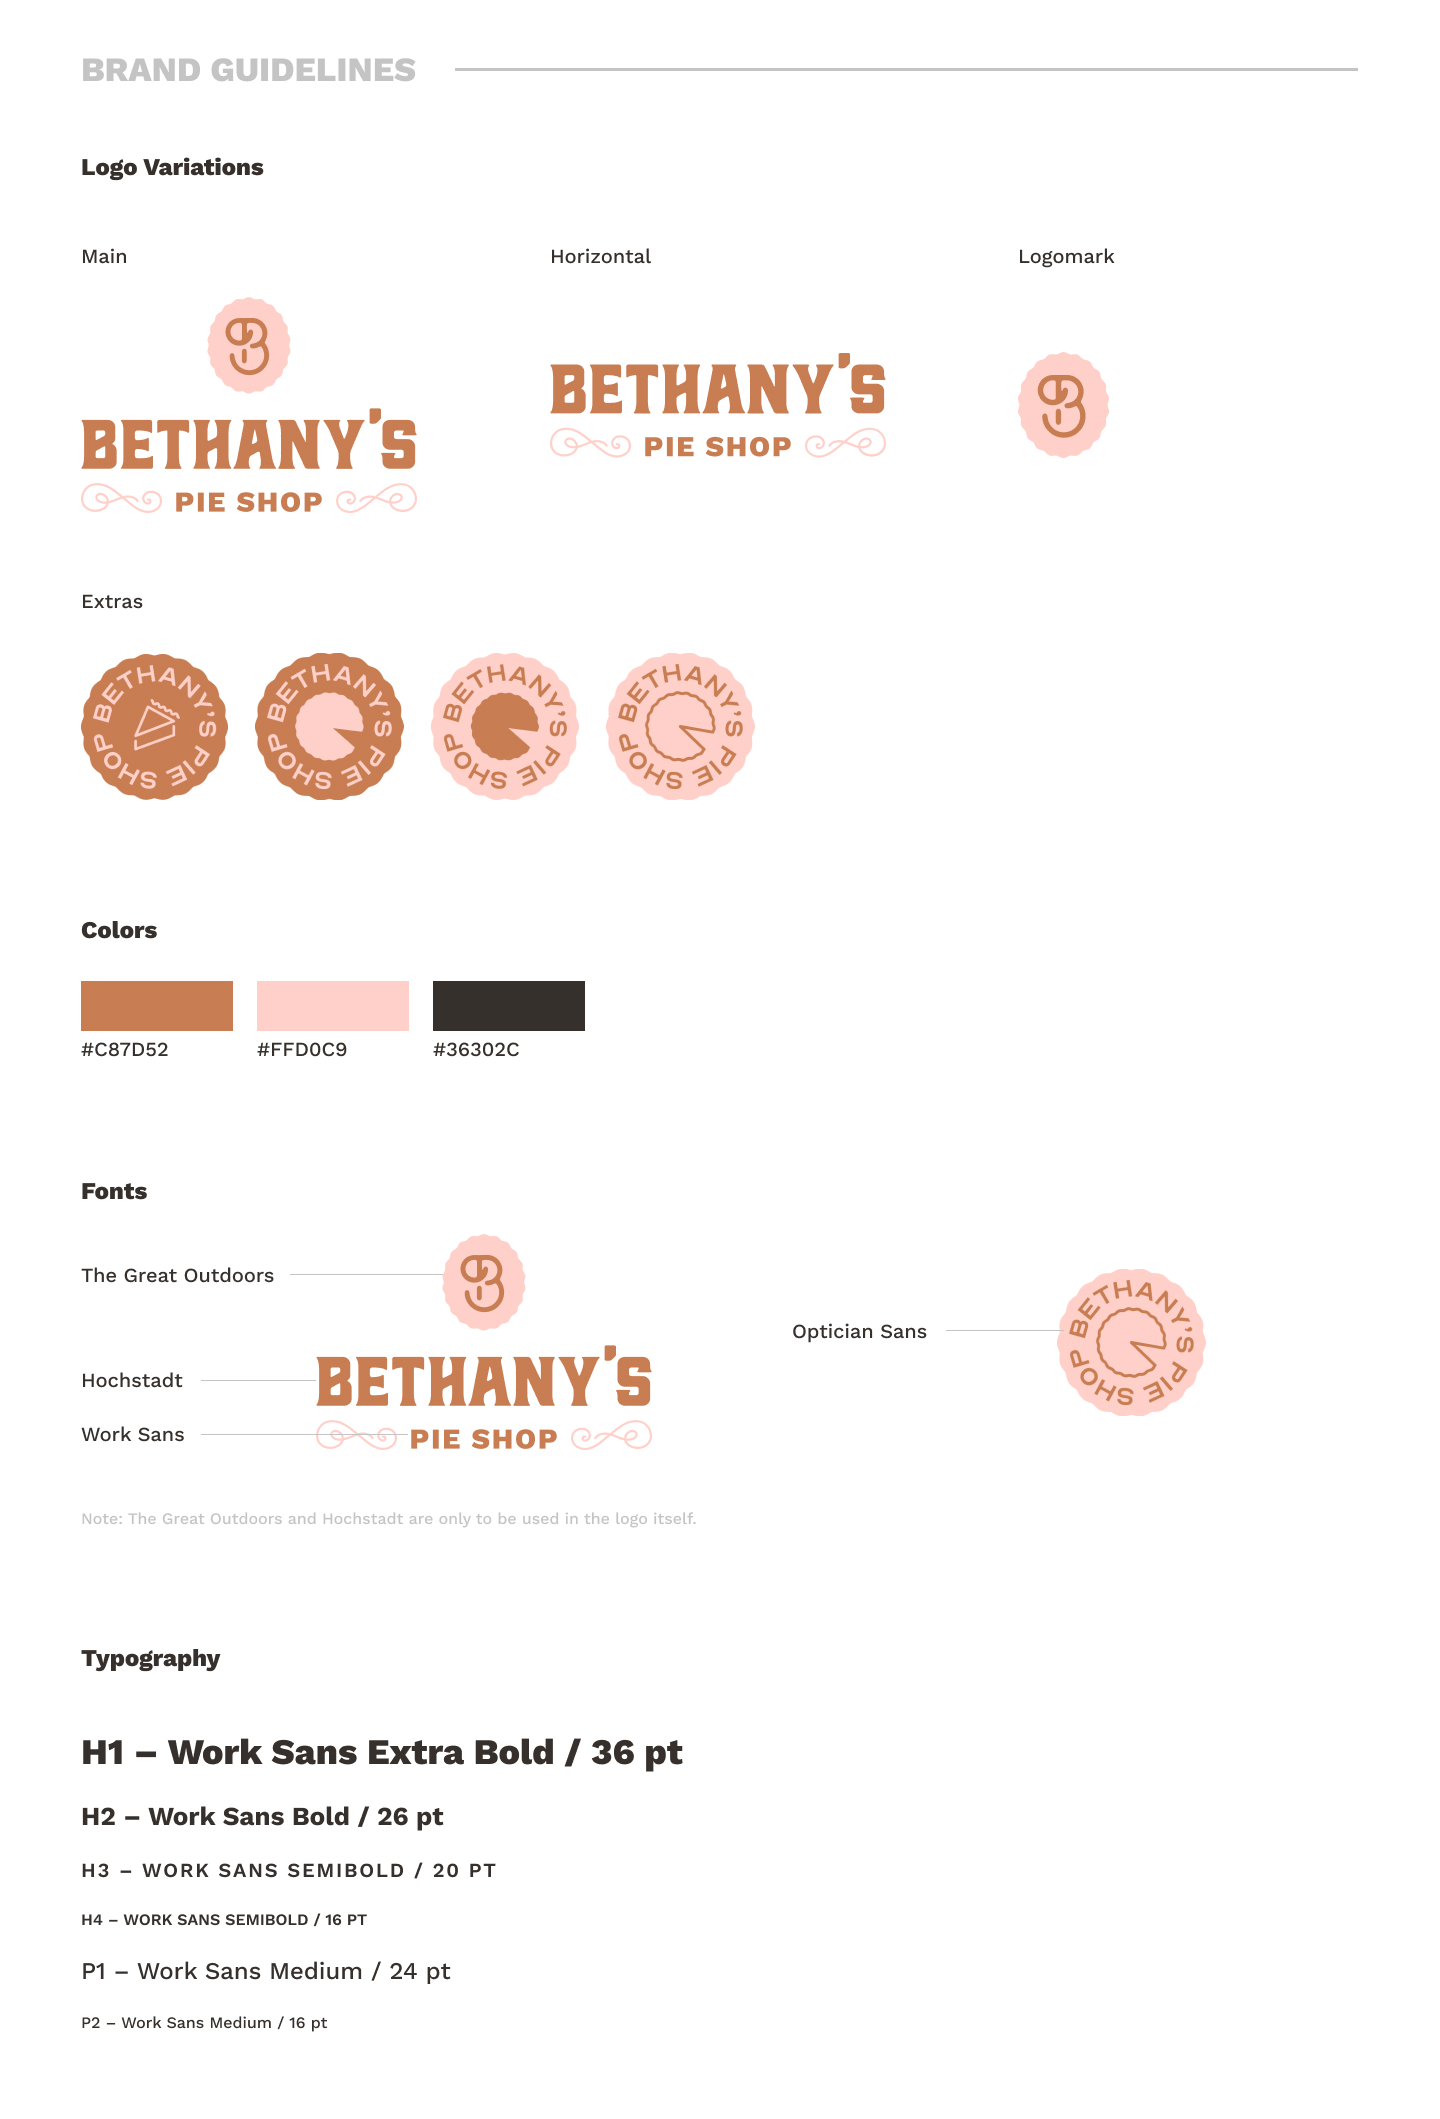 BRAND GUIDELINES
Logo Variations
Main
Horizontal
Logomark
B
BETHANY’S
PIE SHOP
BETHANY’S
PIE SHOP
B
Extras
BETHANY’S PIE SHOP
BETHANY’S PIE SHOP
BETHANY’S PIE SHOP
BETHANY’S PIE SHOP
Colors
#C87D52
#FFD0C9
#36302C
Fonts
The Great Outdoors
B
Hochstadt
BETHANY’S
Work Sans
PIE SHOP
Optician Sans
BETHANY’S PIE SHOP
Note: The Great Outdoors and Hochstadt are only to be used in the logo itself.
Typography
H1 – Work Sans Extra Bold / 36 pt
H2 – Work Sans Bold / 26 pt
H3 – WORK SANS SEMIBOLD / 20 PT
H4 – WORK SANS SEMIBOLD / 16 PT
P1 – Work Sans Medium / 24 pt
P2 – Work Sans Medium / 16 pt